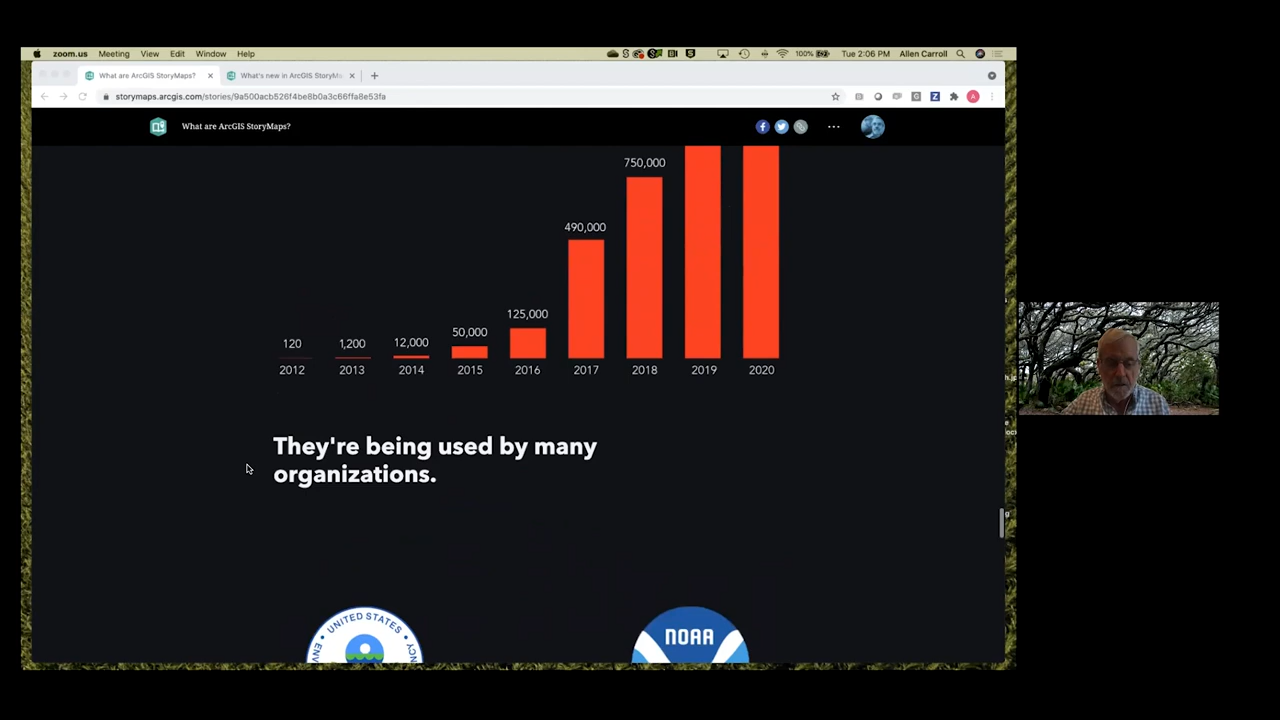 zoom.us Meeting View Edit Window Help 100% Tue 2:06 PM Allen Carroll
What are ArcGIS StoryMaps? What's new in ArcGIS StoryMa
storymaps.arcgis.com/stories/9a500acb526f4be8b0a3c66ffa8e53fa
What are ArcGIS StoryMaps?
750,000
490,000
125,000
50,000
12,000
1,200
120
2012 2013 2014 2015 2016 2017 2018 2019 2020
They're being used by many
organizations.
UNITED STATES
NOAA